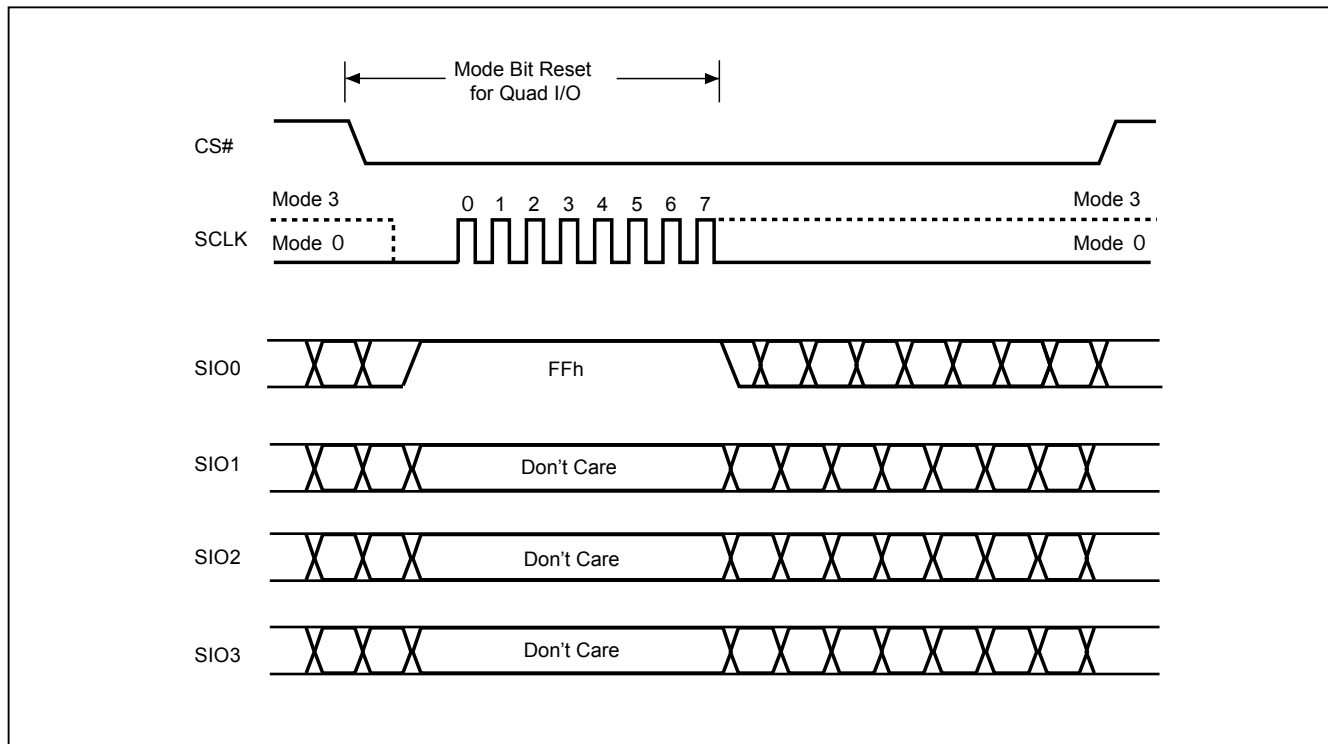 Mode Bit Reset
for Quad I/O
CS#
Mode 3
0 1 2 3 4 5 6 7
Mode 3
SCLK
Mode 0
Mode 0
SIO0
FFh
SIO1
Don't Care
SIO2
Don't Care
SIO3
Don't Care